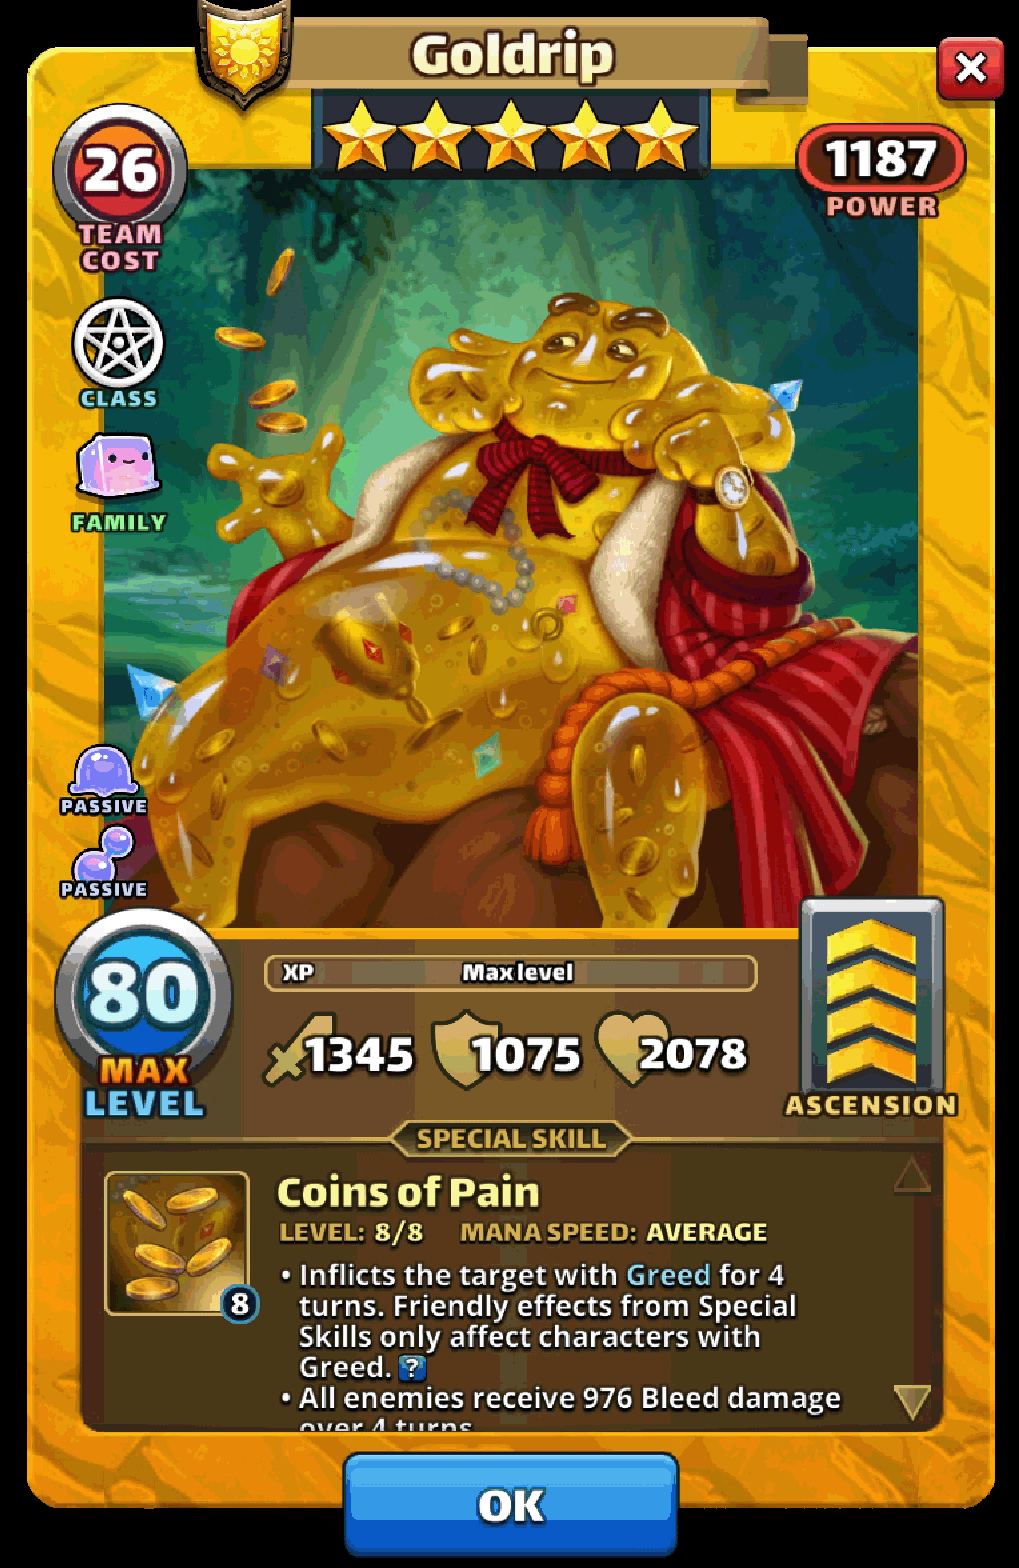 Goldrip
26
TEAM
COST
1187
POWER
CLASS
FAMILY
PASSIVE
PASSIVE
80
MAX
LEVEL
XP Max level
1345 1075 2078
ASCENSION
SPECIAL SKILL
Coins of Pain
LEVEL: 8/8 MANA SPEED: AVERAGE
8
• Inflicts the target with Greed for 4
turns. Friendly effects from Special
Skills only affect characters with
Greed. ?
• All enemies receive 976 Bleed damage
over 4 turns
OK